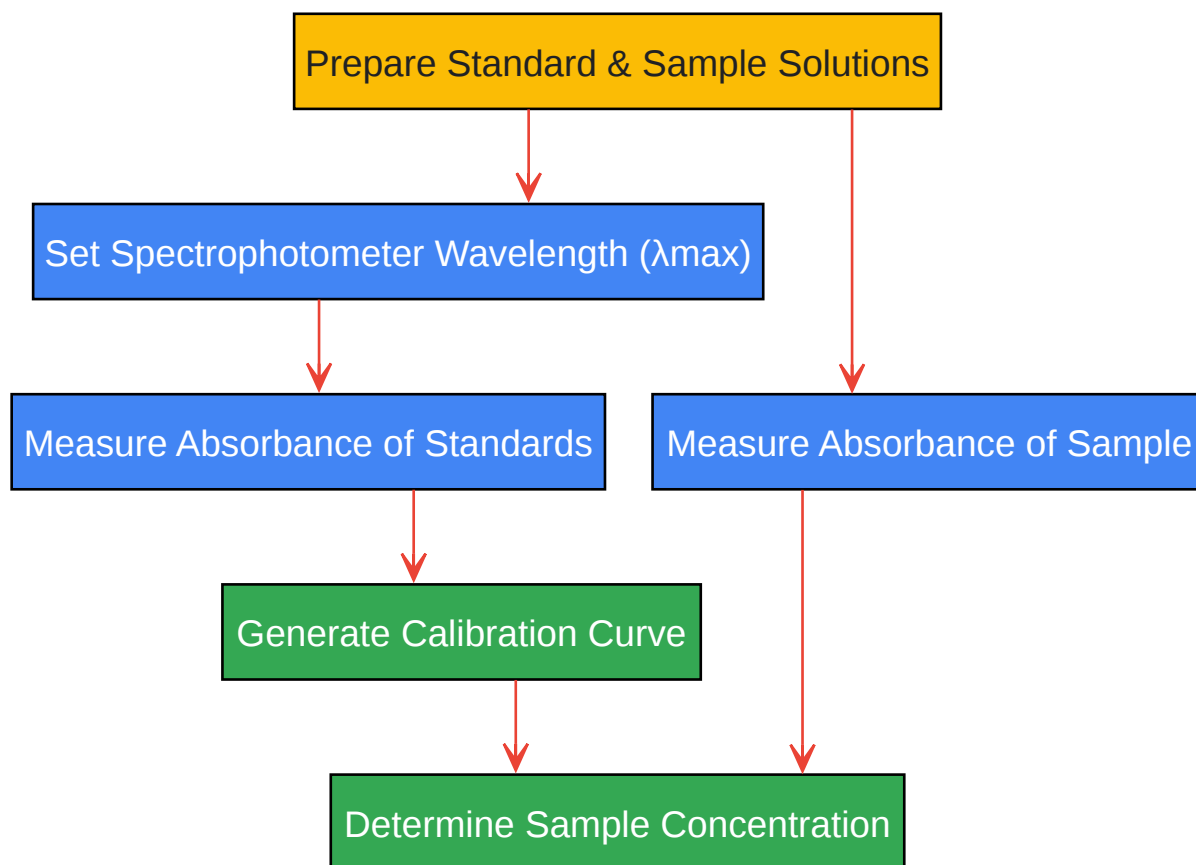 Prepare Standard & Sample Solutions
Set Spectrophotometer Wavelength (λmax)
Measure Absorbance of Standards
Measure Absorbance of Sample
Generate Calibration Curve
Determine Sample Concentration